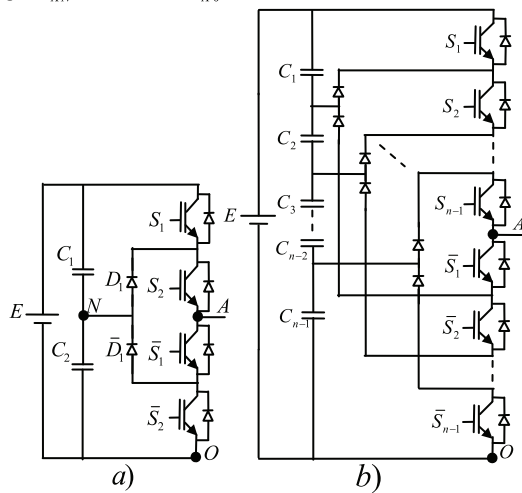 S₁
C₁
S₂
C₂
E
C₃
Sₙ₋₁
A
Cₙ₋₂
S̄₁
Cₙ₋₁
S̄₂
S̄ₙ₋₁
O
b)
S₁
C₁
D₁
S₂
E
N
A
C₂
D̄₁
S̄₁
S̄₂
O
a)